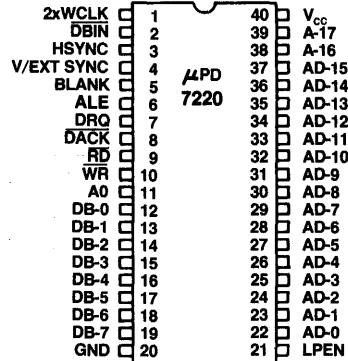 2xWCLK 1 40 Vcc
DBIN 2 39 A-17
HSYNC 3 38 A-16
V/EXT SYNC 4 37 AD-15
BLANK 5 36 AD-14
ALE 6 35 AD-13
DRQ 7 34 AD-12
DACK 8 33 AD-11
RD 9 32 AD-10
WR 10 31 AD-9
A0 11 30 AD-8
DB-0 12 29 AD-7
DB-1 13 28 AD-6
DB-2 14 27 AD-5
DB-3 15 26 AD-4
DB-4 16 25 AD-3
DB-5 17 24 AD-2
DB-6 18 23 AD-1
DB-7 19 22 AD-0
GND 20 21 LPEN
μPD
7220